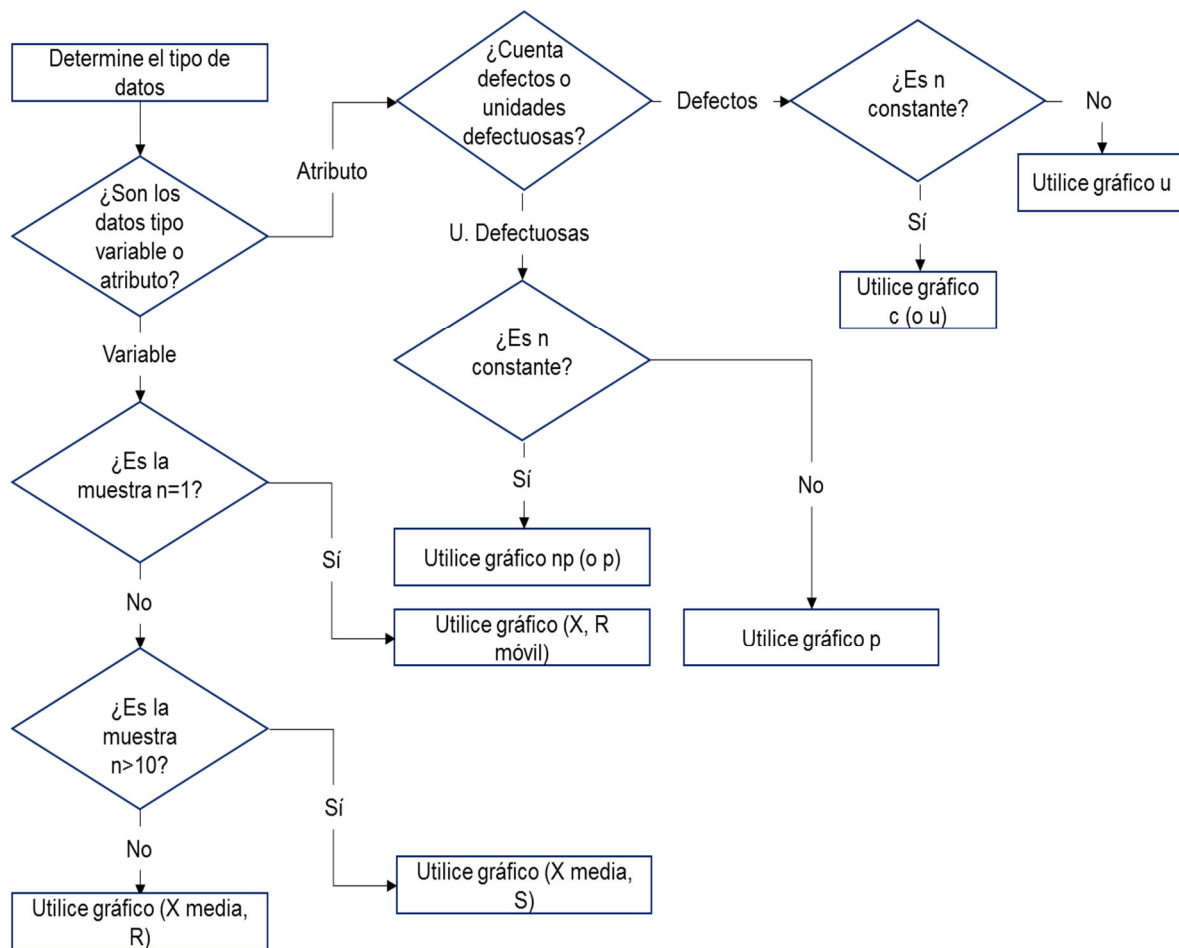 Determine el tipo de
datos
¿Son los
datos tipo
variable o
atributo?
Atributo
¿Cuenta
defectos o
unidades
defectuosas?
Defectos
¿Es n
constante?
No
Utilice gráfico u
Sí
Utilice gráfico
c (o u)
U. Defectuosas
¿Es n
constante?
Sí
Utilice gráfico np (o p)
No
Utilice gráfico p
Variable
¿Es la
muestra n=1?
Sí
Utilice gráfico (X, R
móvil)
No
¿Es la
muestra
n>10?
Sí
Utilice gráfico (X media,
S)
No
Utilice gráfico (X media,
R)